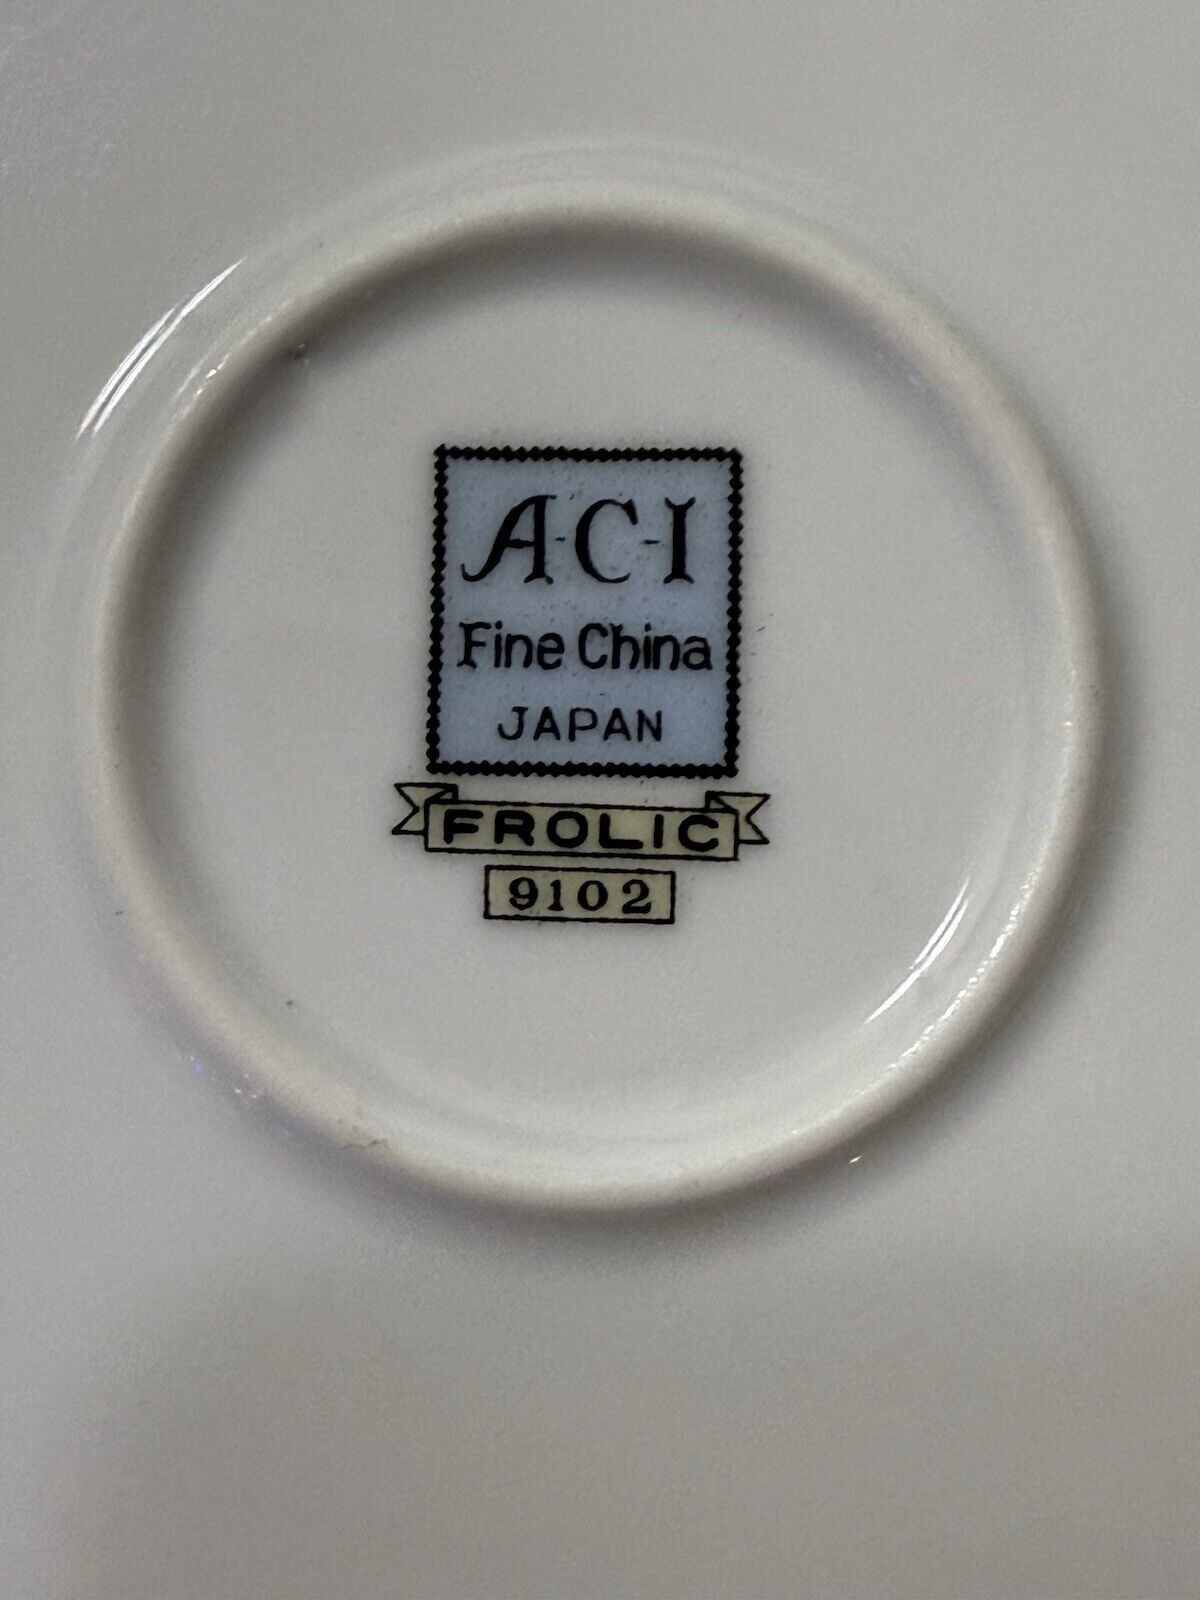 A-C-I
Fine China
JAPAN
FROLIC
9102